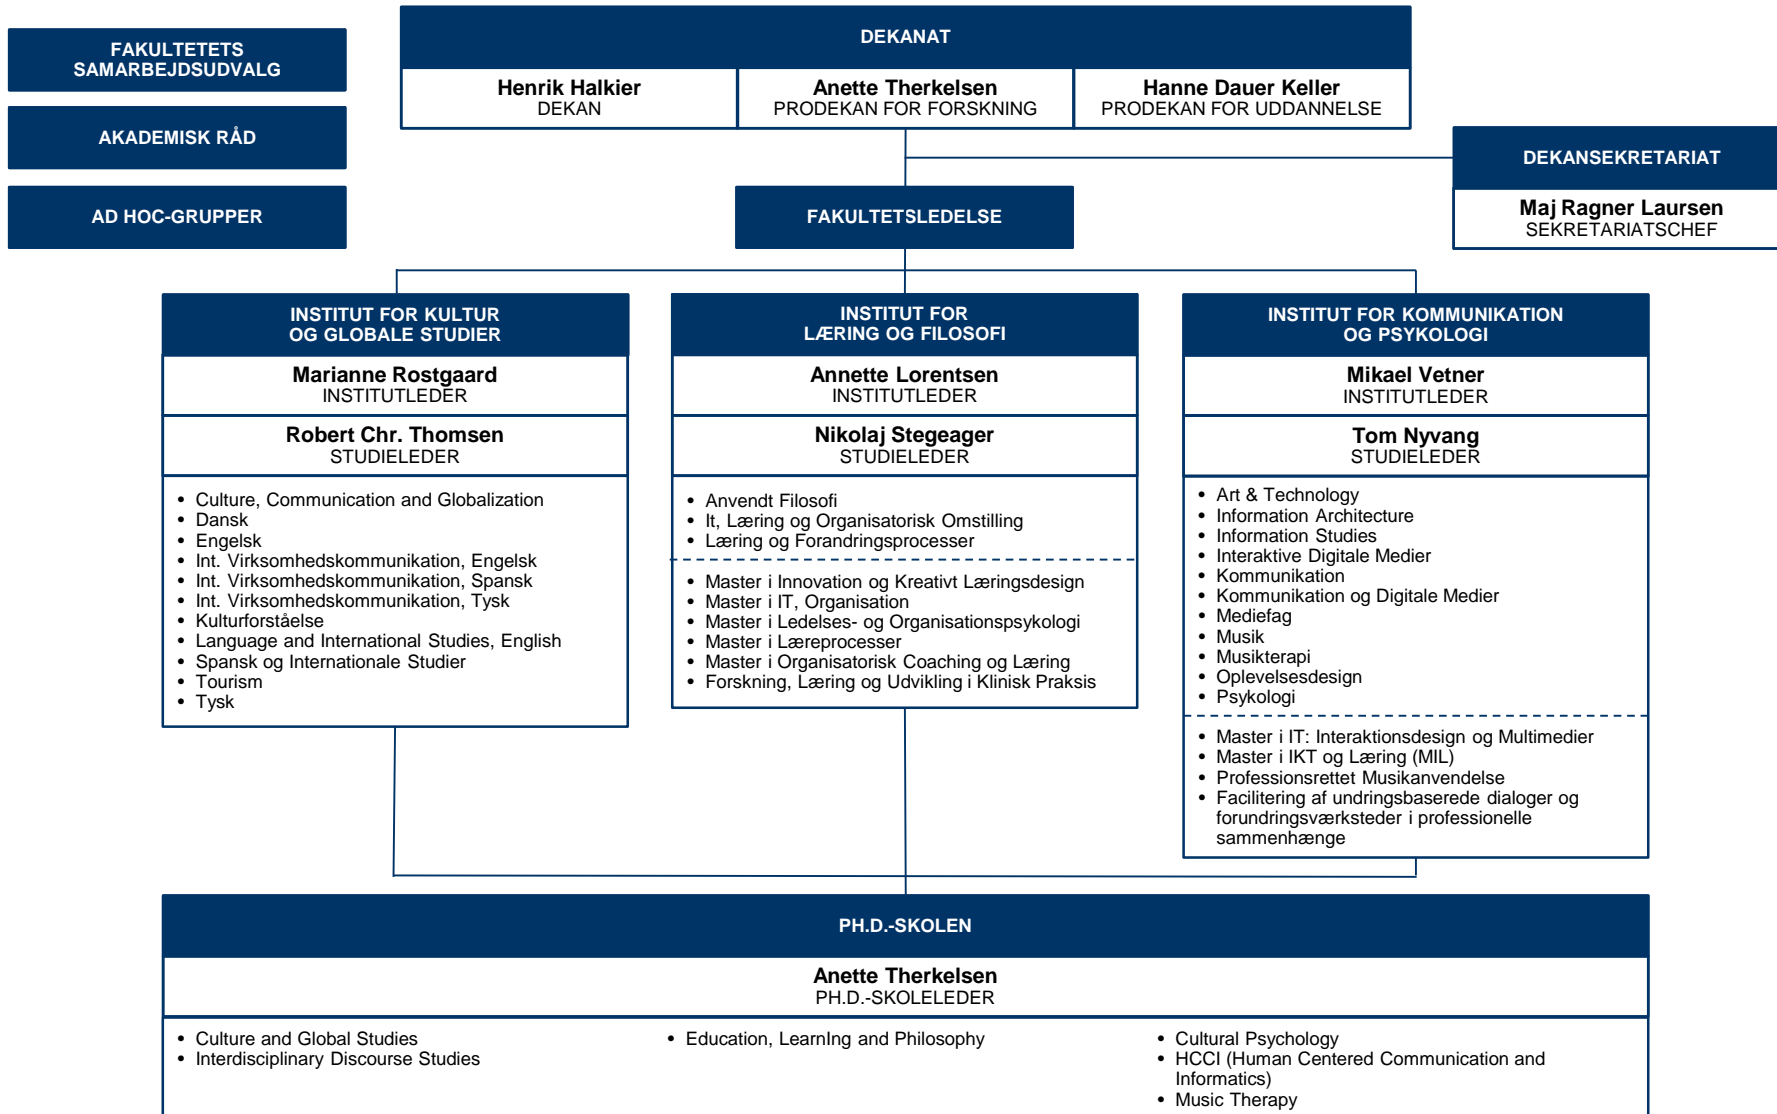 FAKULTETETS
SAMARBEJDSUDVALG
AKADEMISK RÅD
AD HOC-GRUPPER
DEKANAT
Henrik Halkier
DEKAN
Anette Therkelsen
PRODEKAN FOR FORSKNING
Hanne Dauer Keller
PRODEKAN FOR UDDANNELSE
DEKANSEKRETARIAT
Maj Ragner Laursen
SEKRETARIATSCHEF
FAKULTETSLEDELSE
INSTITUT FOR KULTUR
OG GLOBALE STUDIER
Marianne Rostgaard
INSTITUTLEDER
Robert Chr. Thomsen
STUDIELEDER
• Culture, Communication and Globalization
• Dansk
• Engelsk
• Int. Virksomhedskommunikation, Engelsk
• Int. Virksomhedskommunikation, Spansk
• Int. Virksomhedskommunikation, Tysk
• Kulturforståelse
• Language and International Studies, English
• Spansk og Internationale Studier
• Tourism
• Tysk
INSTITUT FOR
LÆRING OG FILOSOFI
Annette Lorentsen
INSTITUTLEDER
Nikolaj Stegeager
STUDIELEDER
• Anvendt Filosofi
• It, Læring og Organisatorisk Omstilling
• Læring og Forandringsprocesser
• Master i Innovation og Kreativt Læringsdesign
• Master i IT, Organisation
• Master i Ledelses- og Organisationspsykologi
• Master i Læreprocesser
• Master i Organisatorisk Coaching og Læring
• Forskning, Læring og Udvikling i Klinisk Praksis
INSTITUT FOR KOMMUNIKATION
OG PSYKOLOGI
Mikael Vetner
INSTITUTLEDER
Tom Nyvang
STUDIELEDER
• Art & Technology
• Information Architecture
• Information Studies
• Interaktive Digitale Medier
• Kommunikation
• Kommunikation og Digitale Medier
• Mediefag
• Musik
• Musikterapi
• Oplevelsesdesign
• Psykologi
• Master i IT: Interaktionsdesign og Multimedier
• Master i IKT og Læring (MIL)
• Professionsrettet Musikanvendelse
• Facilitering af undringsbaserede dialoger og
forundringsværksteder i professionelle
sammenhænge
PH.D.-SKOLEN
Anette Therkelsen
PH.D.-SKOLELEDER
• Culture and Global Studies
• Interdisciplinary Discourse Studies
• Education, LearnIng and Philosophy
• Cultural Psychology
• HCCI (Human Centered Communication and
Informatics)
• Music Therapy